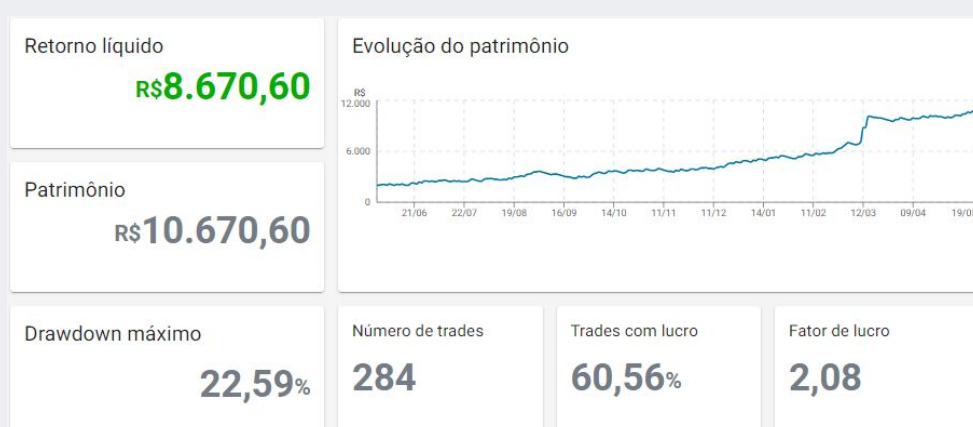 Retorno líquido
R$8.670,60
Patrimônio
R$10.670,60
Drawdown máximo
22,59%
Evolução do patrimônio
R$
12.000
6.000
0
21/06 22/07 19/08 16/09 14/10 11/11 11/12 14/01 11/02 12/03 09/04
Número de trades
284
Trades com lucro
60,56%
Fator de lucro
2,08